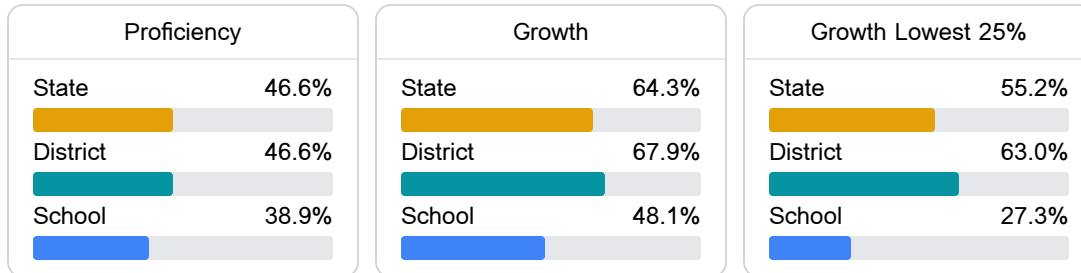 Proficiency
State 46.6%
District 46.6%
School 38.9%
Growth
State 64.3%
District 67.9%
School 48.1%
Growth Lowest 25%
State 55.2%
District 63.0%
School 27.3%